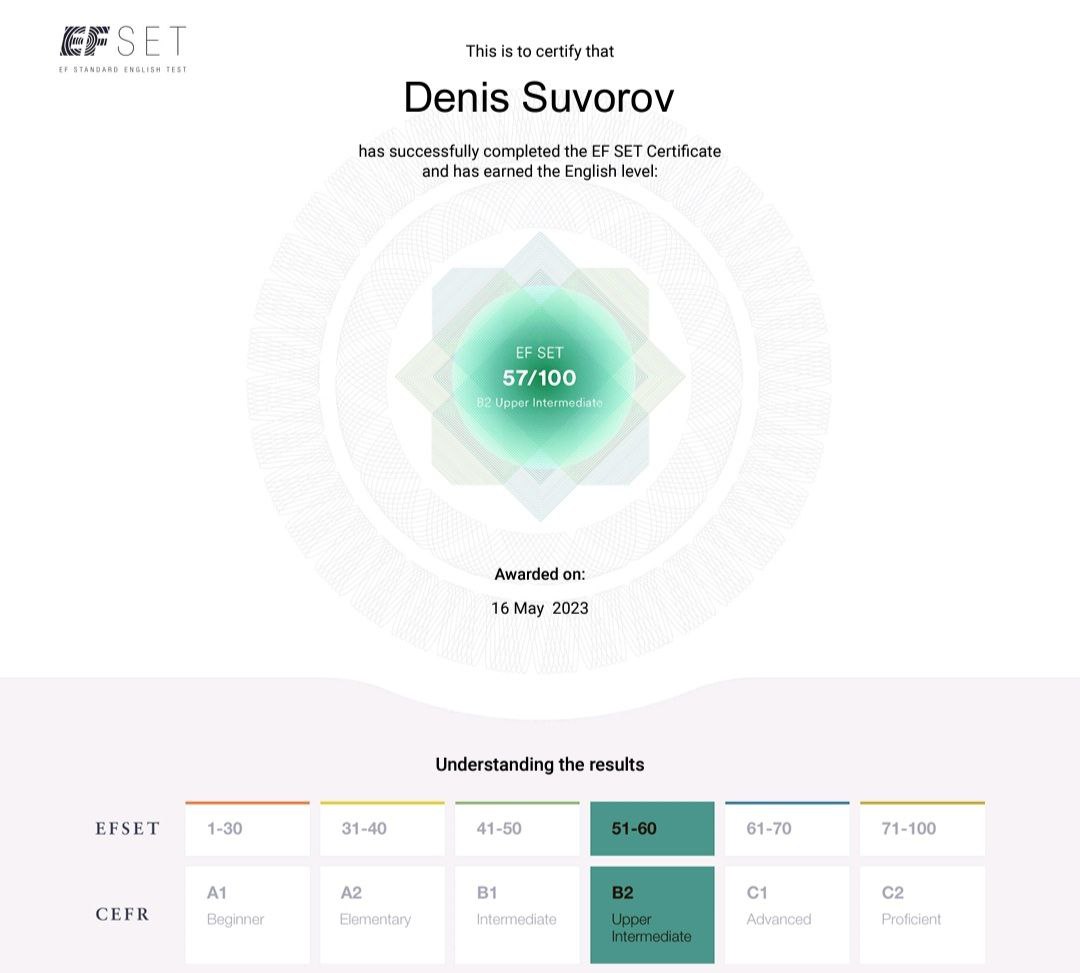 EF SET
EF STANDARD ENGLISH TEST
This is to certify that
Denis Suvorov
has successfully completed the EF SET Certificate
and has earned the English level:
EF SET
57/100
B2 Upper Intermediate
Awarded on:
16 May 2023
Understanding the results
EFSET 1-30 31-40 41-50 51-60 61-70 71-100
CEFR
A1 A2 B1 B2 C1 C2
Beginner Elementary Intermediate Upper Advanced Proficient
Intermediate